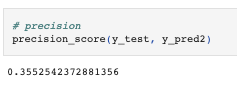 # precision
precision_score(y_test, y_pred2)
0.3552542372881356